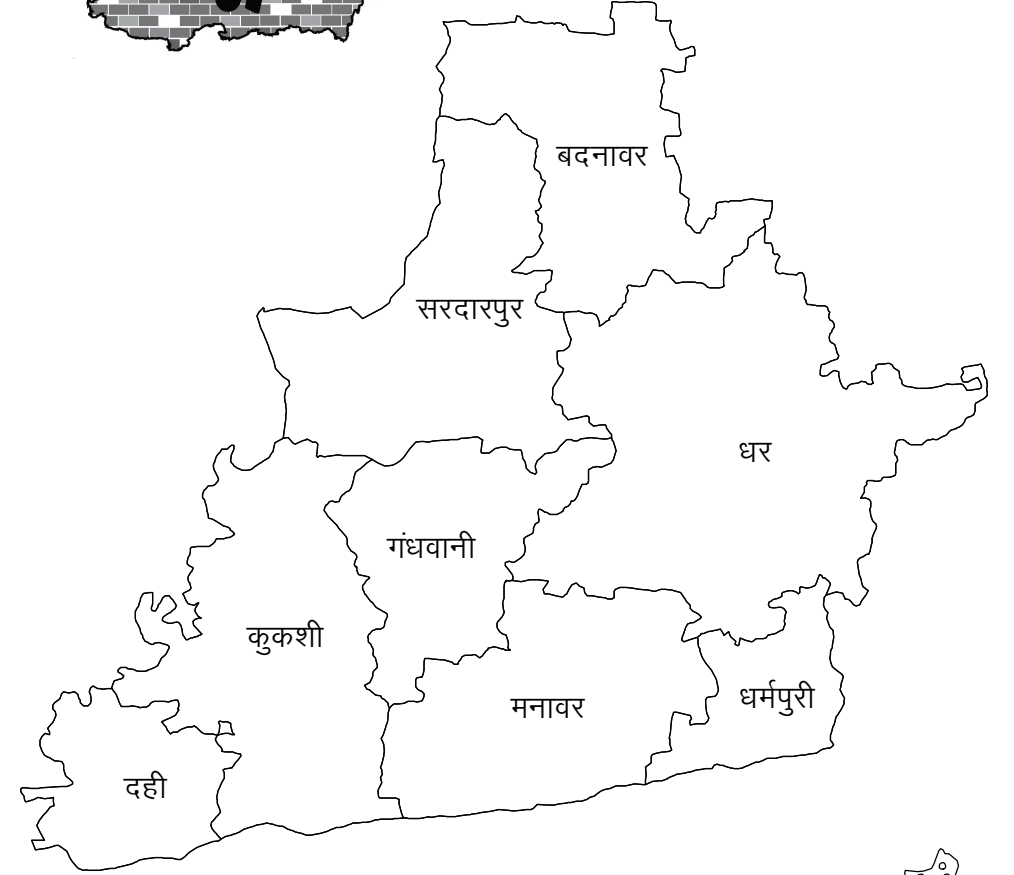 बदनावर
सरदारपुर
धर
गंधवानी
कुकशी
धर्मपुरी
मनावर
दही